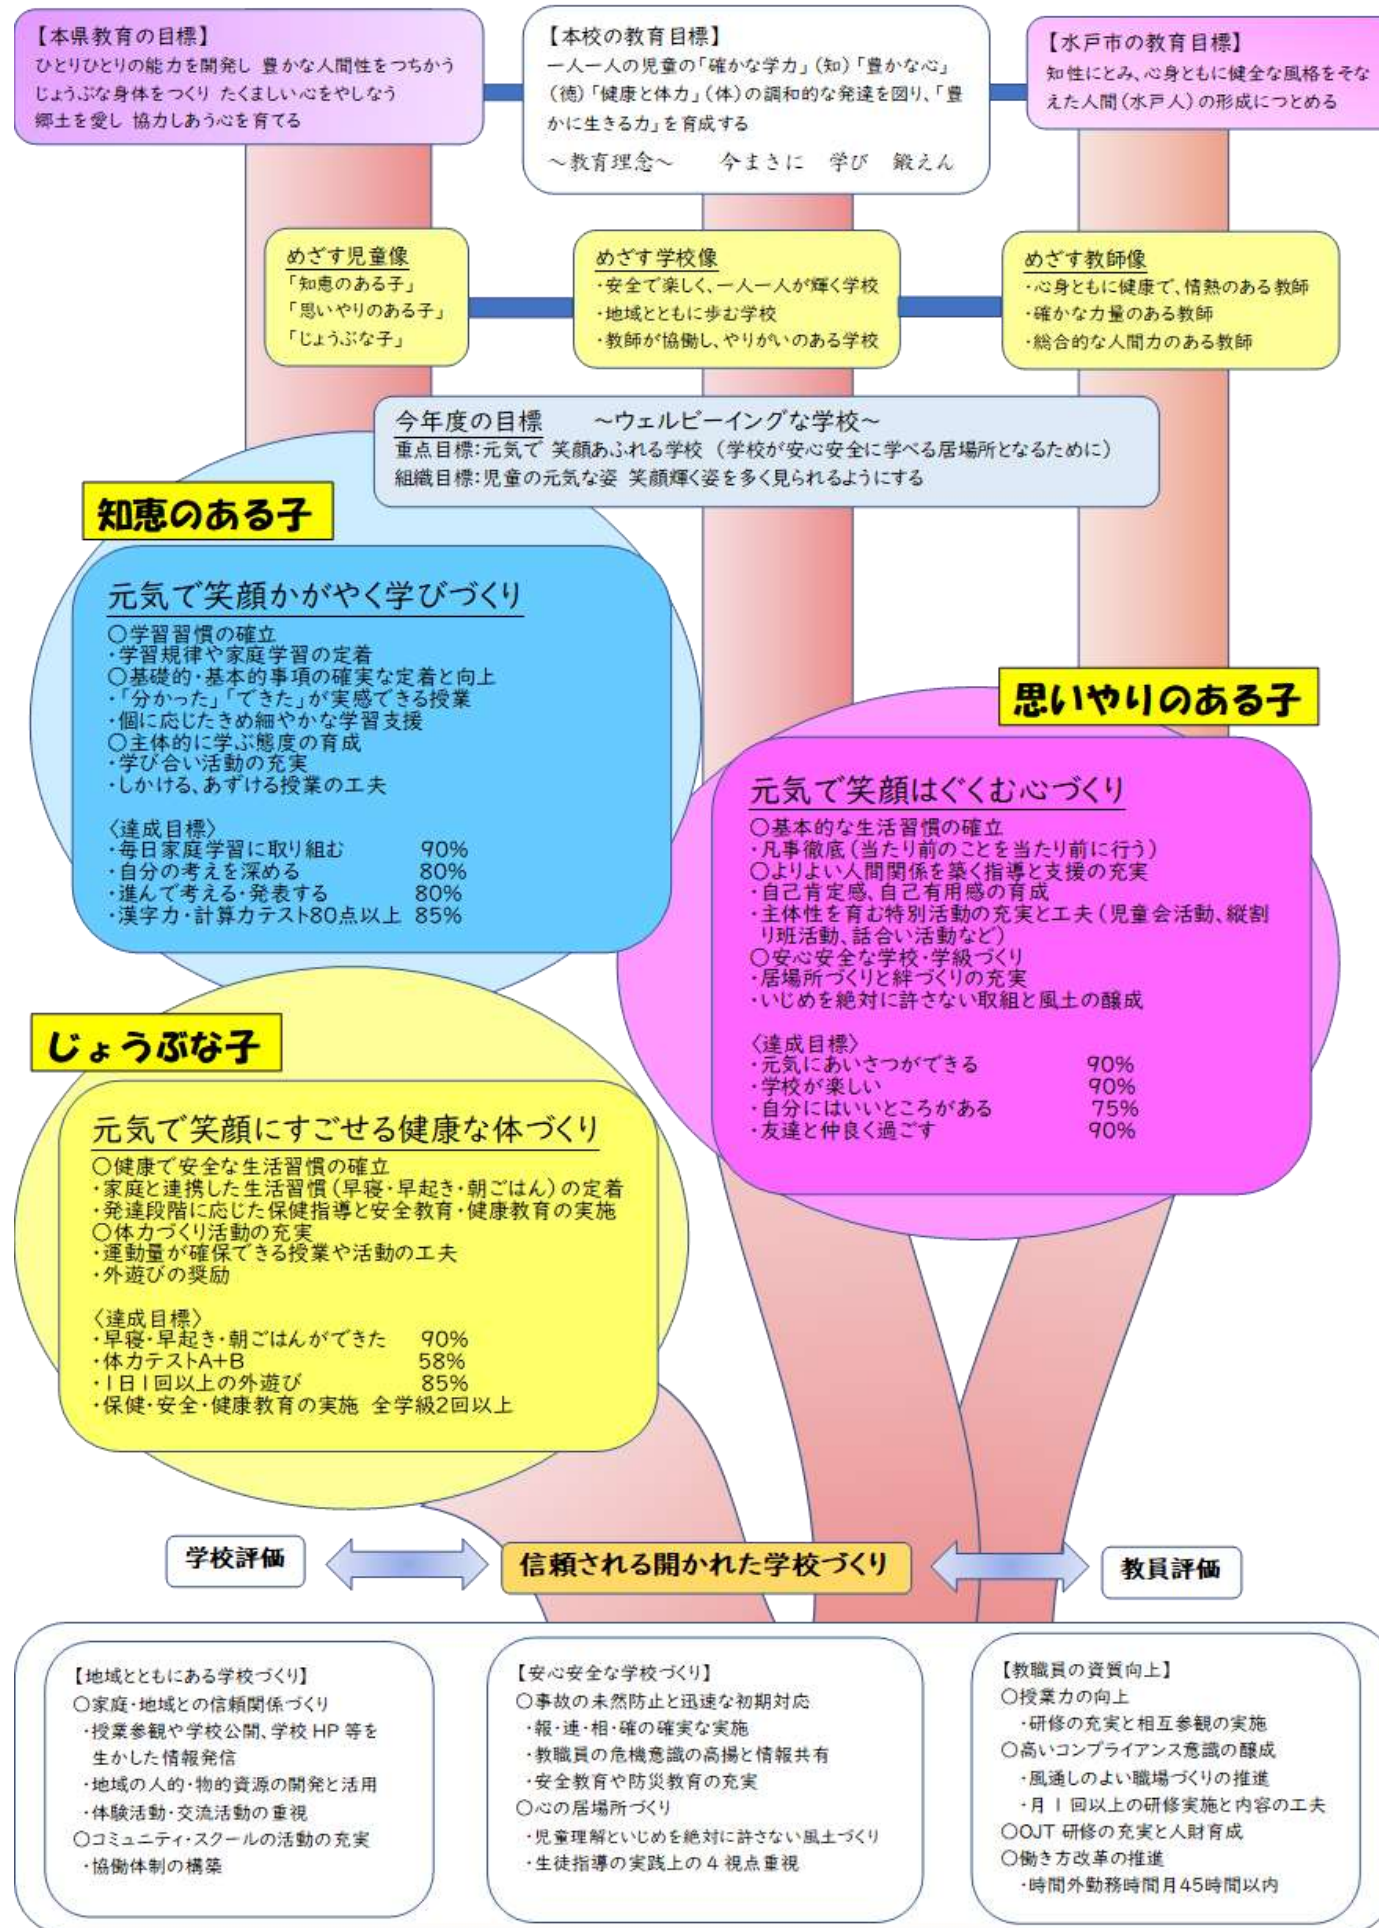 【本県教育の目標】
ひとりひとりの能力を開発し 豊かな人間性をつちかう
じょうぶな身体をつくり たくましい心をやしなう
郷土を愛し 協力しあう心を育てる
【本校の教育目標】
一人一人の児童の「確かな学力」(知)「豊かな心」
(徳)「健康と体力」(体)の調和的な発達を図り、「豊
かに生きる力」を育成する
～教育理念～ 今まさに 学び 鍛えん
【水戸市の教育目標】
知性にとみ、心身ともに健全な風格をそな
えた人間(水戸人)の形成につとめる
めざす児童像
「知恵のある子」
「思いやりのある子」
「じょうぶな子」
めざす学校像
・安全で楽しく、一人一人が輝く学校
・地域とともに歩む学校
・教師が協働し、やりがいのある学校
めざす教師像
・心身ともに健康で、情熱のある教師
・確かな力量のある教師
・総合的な人間力のある教師
今年度の目標 ～ウェルビーイングな学校～
重点目標:元気で 笑顔あふれる学校 (学校が安心安全に学べる居場所となるために)
組織目標:児童の元気な姿 笑顔輝く姿を多く見られるようにする
知恵のある子
元気で笑顔かがやく学びづくり
○学習習慣の確立
・学習規律や家庭学習の定着
○基礎的・基本的事項の確実な定着と向上
・「分かった」「できた」が実感できる授業
・個に応じたきめ細やかな学習支援
○主体的に学ぶ態度の育成
・学び合い活動の充実
・しかける、あずける授業の工夫
〈達成目標〉
・毎日家庭学習に取り組む 90%
・自分の考えを深める 80%
・進んで考える・発表する 80%
・漢字力・計算力テスト80点以上 85%
思いやりのある子
元気で笑顔はぐくむ心づくり
○基本的な生活習慣の確立
・凡事徹底(当たり前のことを当たり前に行う)
○よりよい人間関係を築く指導と支援の充実
・自己肯定感、自己有用感の育成
・主体性を育む特別活動の充実と工夫(児童会活動、縦割
り班活動、話合い活動など)
○安心安全な学校・学級づくり
・居場所づくりと絆づくりの充実
・いじめを絶対に許さない取組と風土の醸成
〈達成目標〉
・元気にあいさつができる 90%
・学校が楽しい 90%
・自分にはいいところがある 75%
・友達と仲良く過ごす 90%
じょうぶな子
元気で笑顔にすごせる健康な体づくり
○健康で安全な生活習慣の確立
・家庭と連携した生活習慣(早寝・早起き・朝ごはん)の定着
・発達段階に応じた保健指導と安全教育・健康教育の実施
○体力づくり活動の充実
・運動量が確保できる授業や活動の工夫
・外遊びの奨励
〈達成目標〉
・早寝・早起き・朝ごはんができた 90%
・体力テストA+B 58%
・1日1回以上の外遊び 85%
・保健・安全・健康教育の実施 全学級2回以上
学校評価
信頼される開かれた学校づくり
教員評価
【地域とともにある学校づくり】
○家庭・地域との信頼関係づくり
・授業参観や学校公開、学校HP等を
生かした情報発信
・地域の人的・物的資源の開発と活用
・体験活動・交流活動の重視
○コミュニティ・スクールの活動の充実
・協働体制の構築
【安心安全な学校づくり】
○事故の未然防止と迅速な初期対応
・報・連・相・確の確実な実施
・教職員の危機意識の高揚と情報共有
・安全教育や防災教育の充実
○心の居場所づくり
・児童理解といじめを絶対に許さない風土づくり
・生徒指導の実践上の4視点重視
【教職員の資質向上】
○授業力の向上
・研修の充実と相互参観の実施
○高いコンプライアンス意識の醸成
・風通しのよい職場づくりの推進
・月1回以上の研修実施と内容の工夫
○OJT研修の充実と人財育成
○働き方改革の推進
・時間外勤務時間月45時間以内